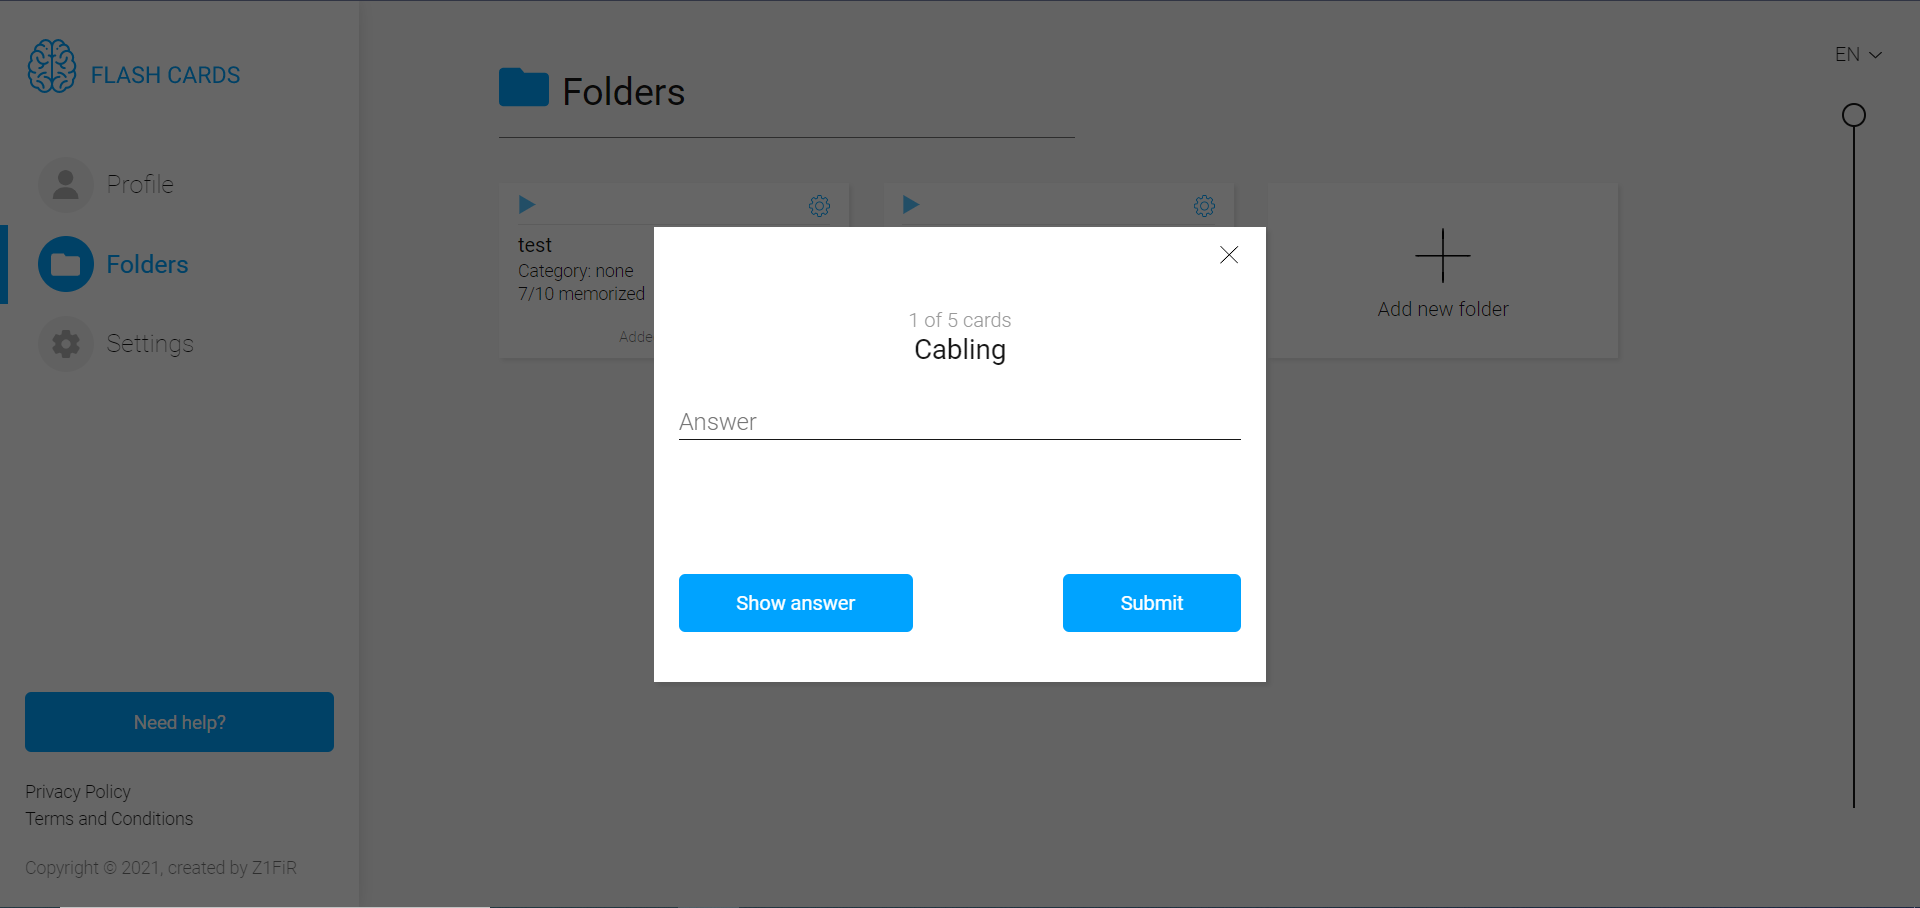 FLASH CARDS
Profile
Folders
Settings
Need help?
Privacy Policy
Terms and Conditions
Copyright © 2021, created by Z1FiR
EN
Folders
test
Category: none
7/10 memorized
Adde
Add new folder
1 of 5 cards
Cabling
Answer
Show answer
Submit